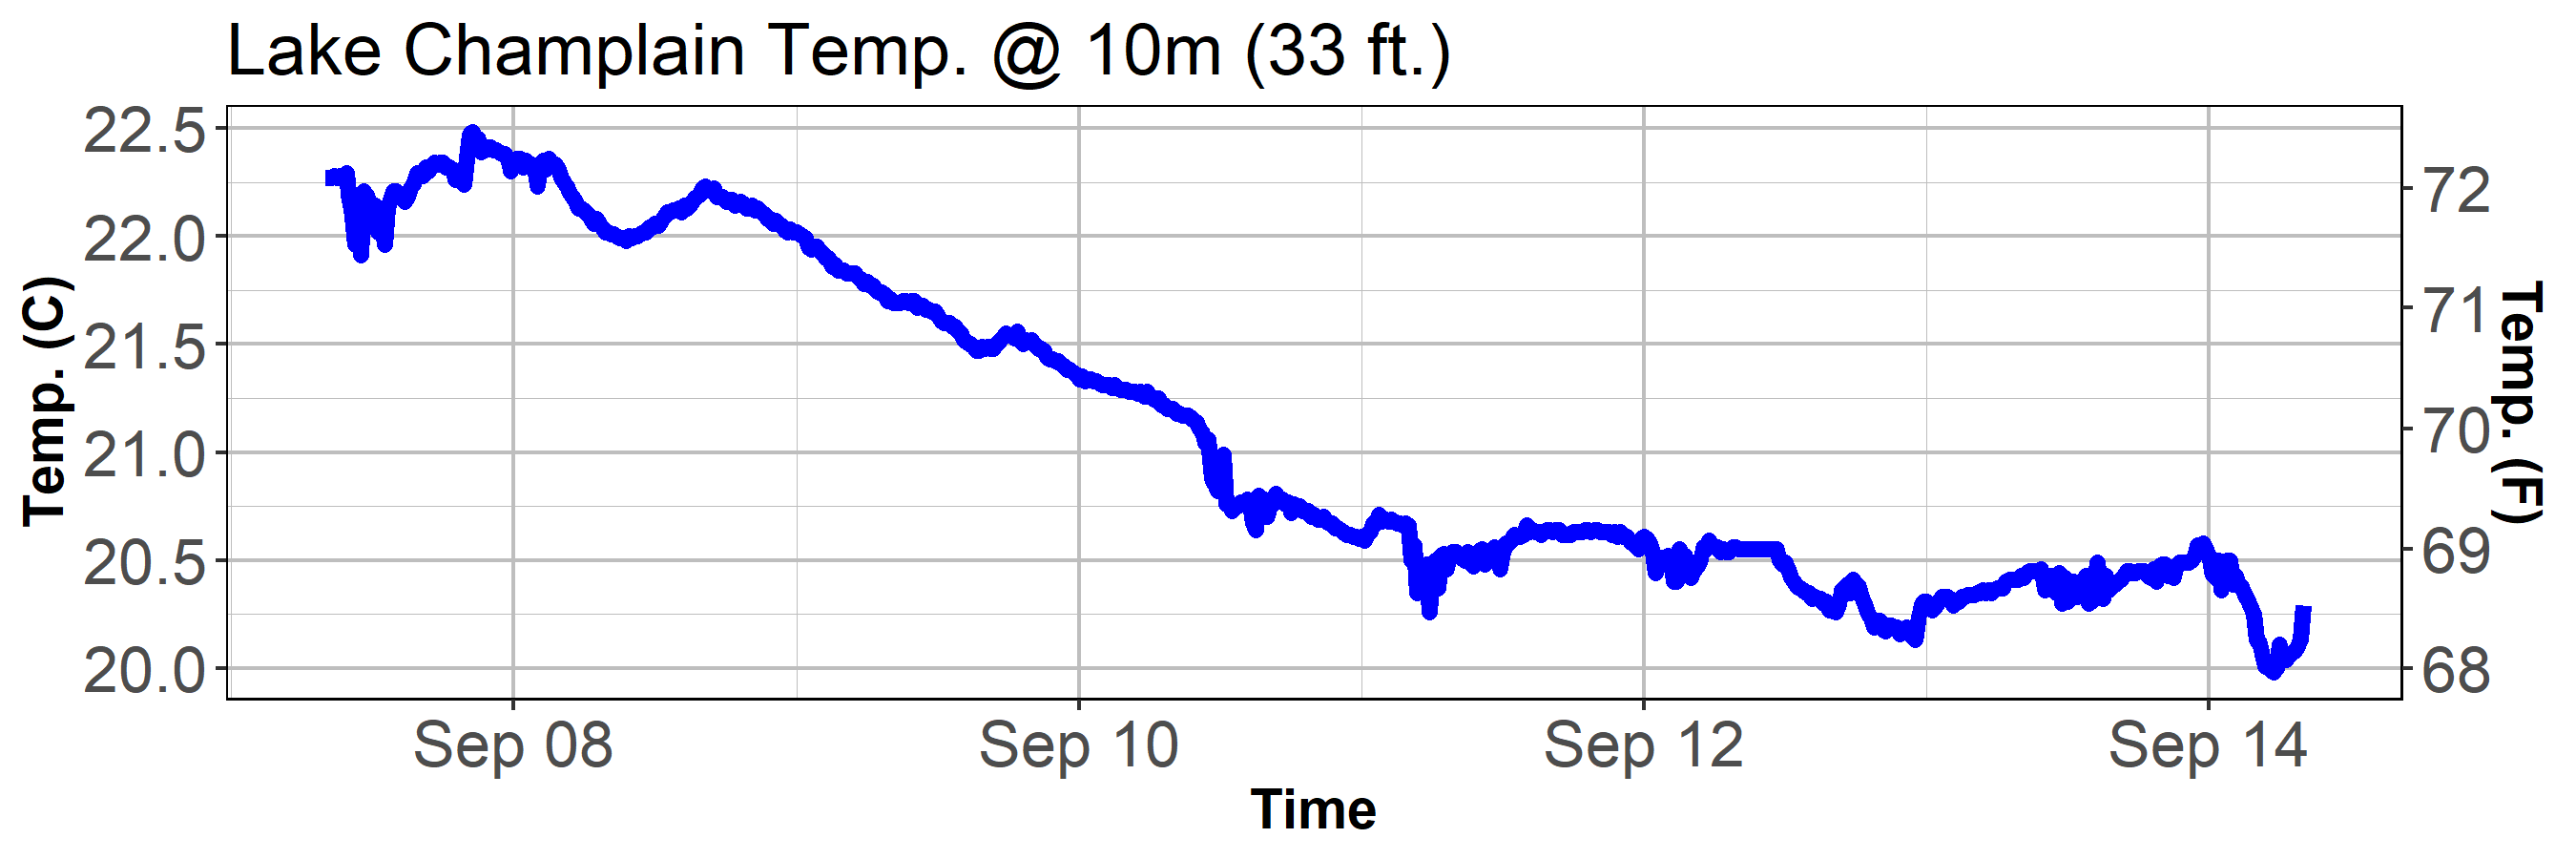 Lake Champlain Temp. @ 10m (33 ft.)
22.5
22.0
21.5
21.0
20.5
20.0
Temp. (C)
72
71
70
69
68
Temp. (F)
Sep 08
Sep 10
Sep 12
Sep 14
Time